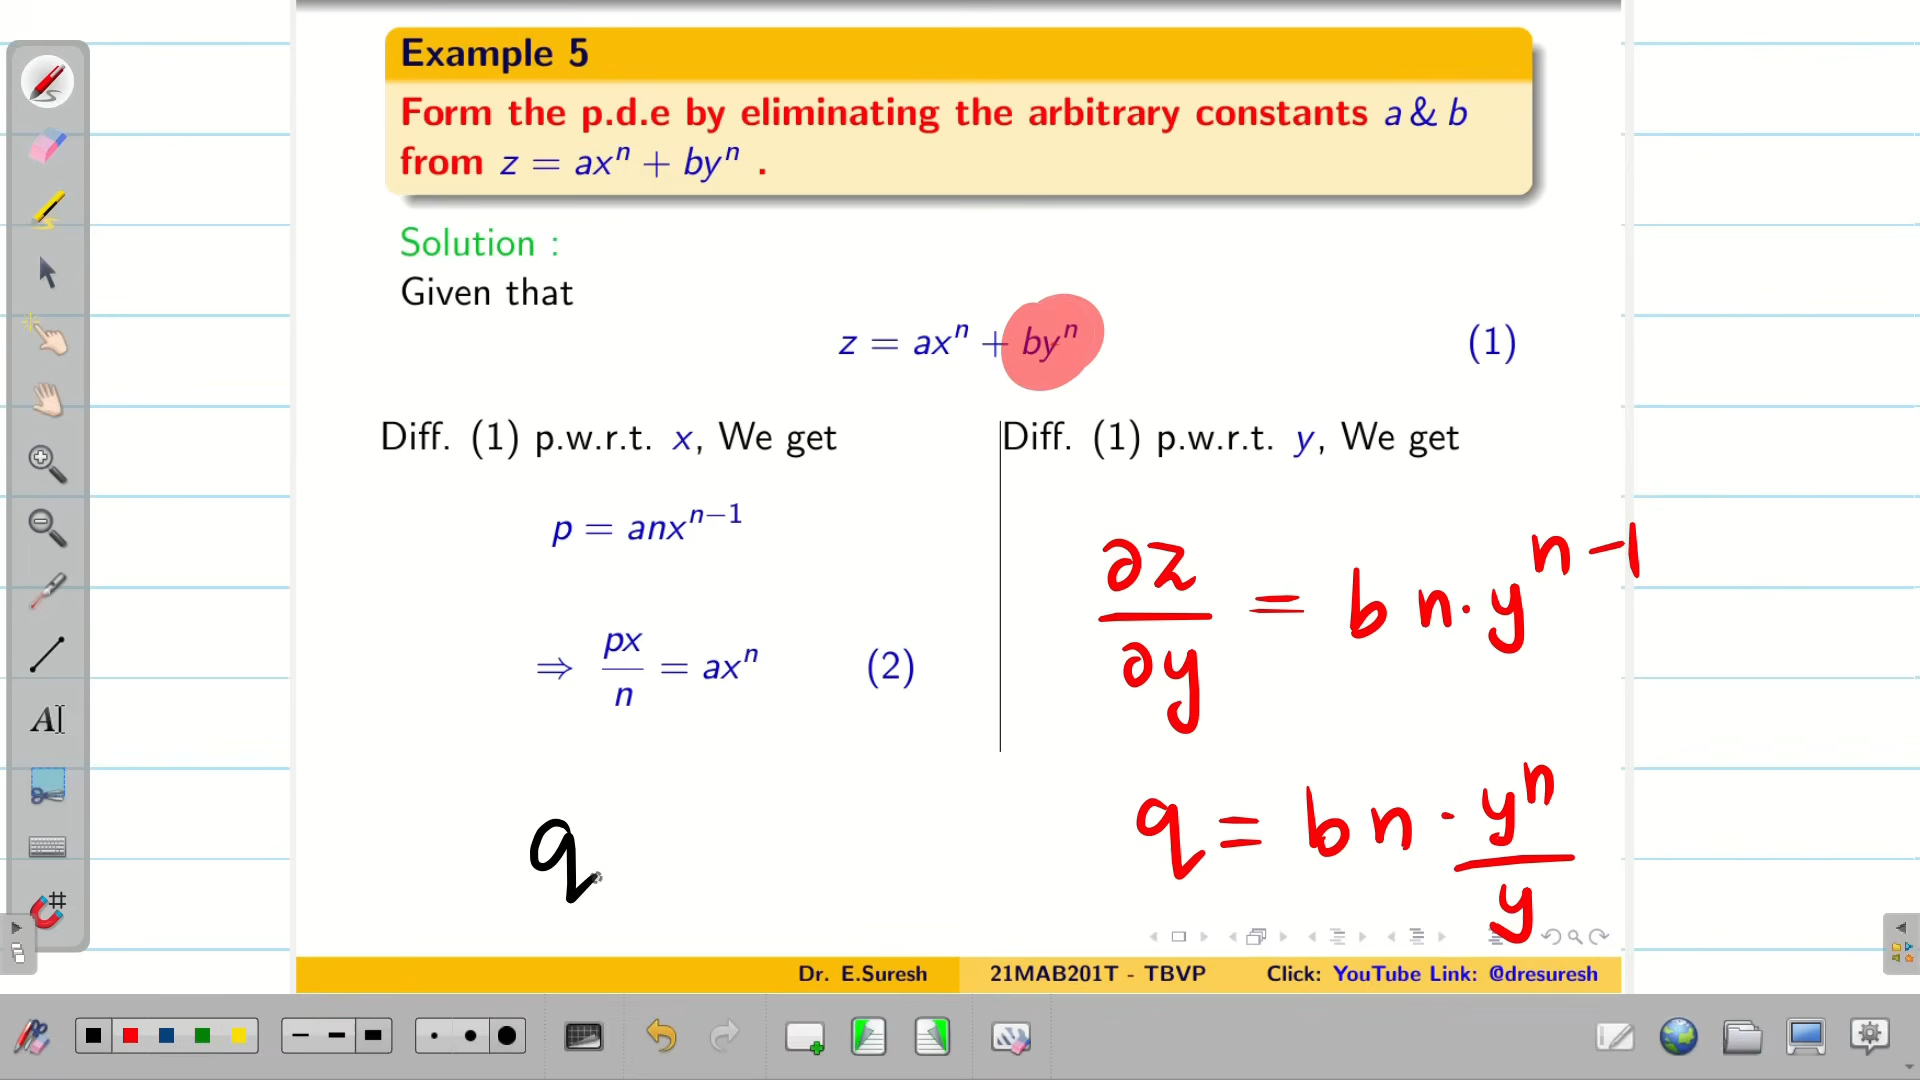 Example 5
Form the p.d.e by eliminating the arbitrary constants a & b
from z = axⁿ + byⁿ .
Solution :
Given that
z = axⁿ + byⁿ (1)
Diff. (1) p.w.r.t. x, We get
p = anxⁿ⁻¹
⇒ px/n = axⁿ (2)
Diff. (1) p.w.r.t. y, We get
∂z/∂y = b n · yⁿ⁻¹
q = b n · yⁿ/y
q
Dr. E.Suresh 21MAB201T - TBVP Click: YouTube Link: @dresuresh